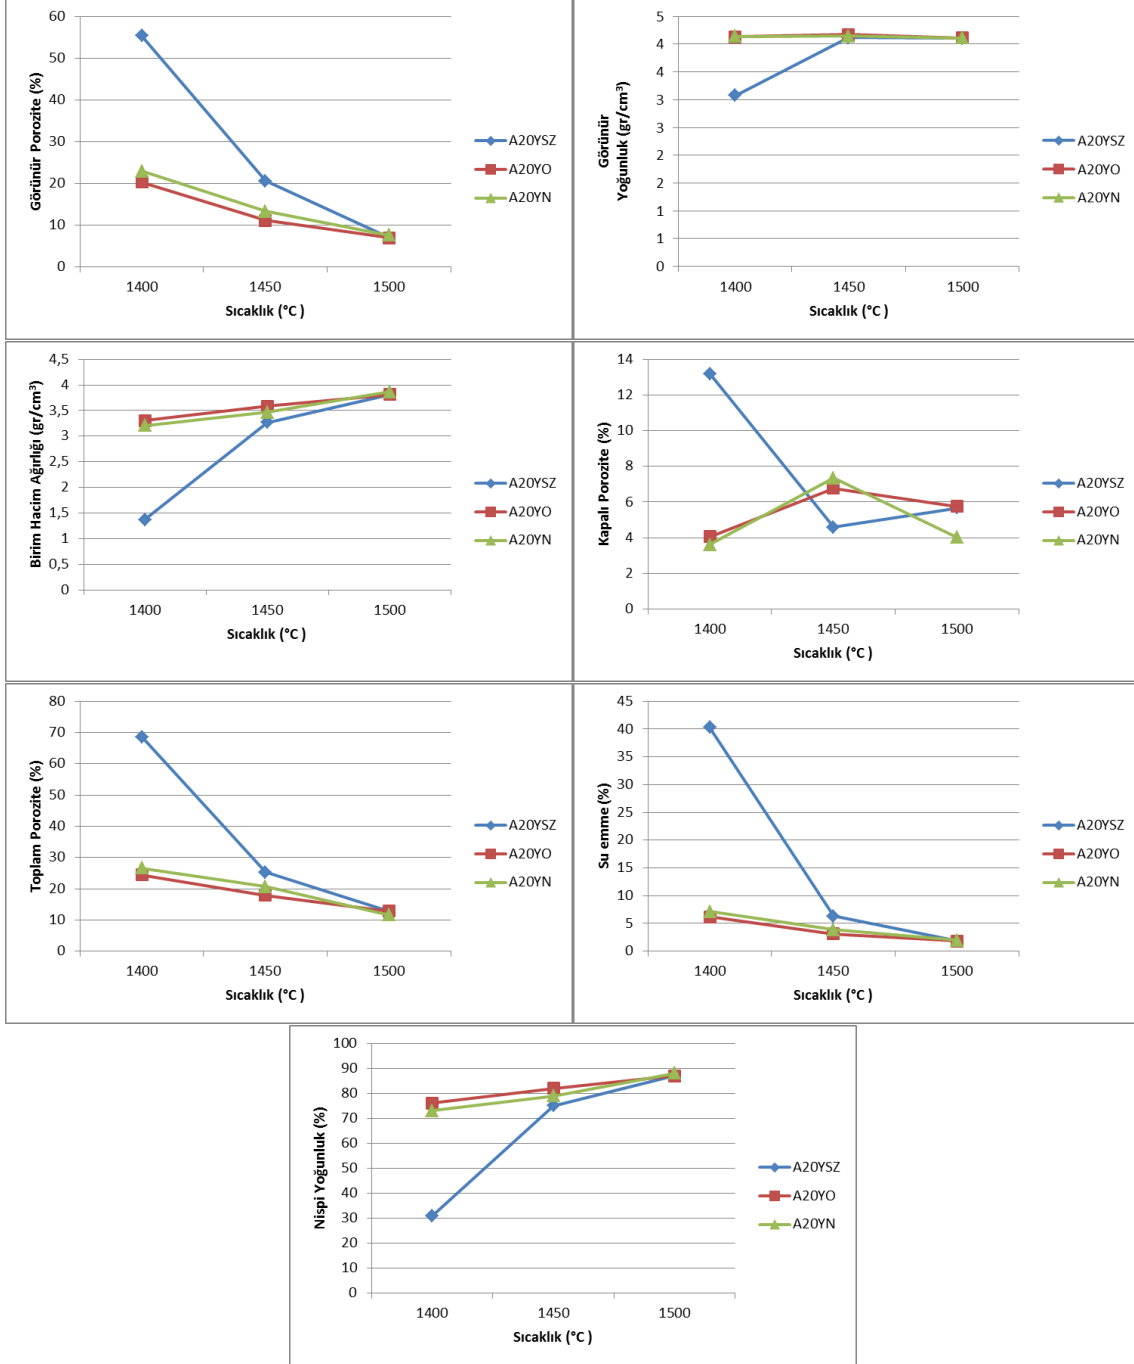 60
50
40
30
20
10
0
Görünür Porozite (%)
1400 1450 1500
Sıcaklık (°C )
A20YSZ
A20YO
A20YN
5
4
4
3
3
2
2
1
1
0
Görünür
Yoğunluk (gr/cm³)
1400 1450 1500
Sıcaklık (°C )
A20YSZ
A20YO
A20YN
4,5
4
3,5
3
2,5
2
1,5
1
0,5
0
Birim Hacim Ağırlığı (gr/cm³)
1400 1450 1500
Sıcaklık (°C )
A20YSZ
A20YO
A20YN
14
12
10
8
6
4
2
0
Kapalı Porozite (%)
1400 1450 1500
Sıcaklık (°C )
A20YSZ
A20YO
A20YN
80
70
60
50
40
30
20
10
0
Toplam Porozite (%)
1400 1450 1500
Sıcaklık (°C )
A20YSZ
A20YO
A20YN
45
40
35
30
25
20
15
10
5
0
Su emme (%)
1400 1450 1500
Sıcaklık (°C )
A20YSZ
A20YO
A20YN
100
90
80
70
60
50
40
30
20
10
0
Nispi Yoğunluk (%)
1400 1450 1500
Sıcaklık (°C )
A20YSZ
A20YO
A20YN